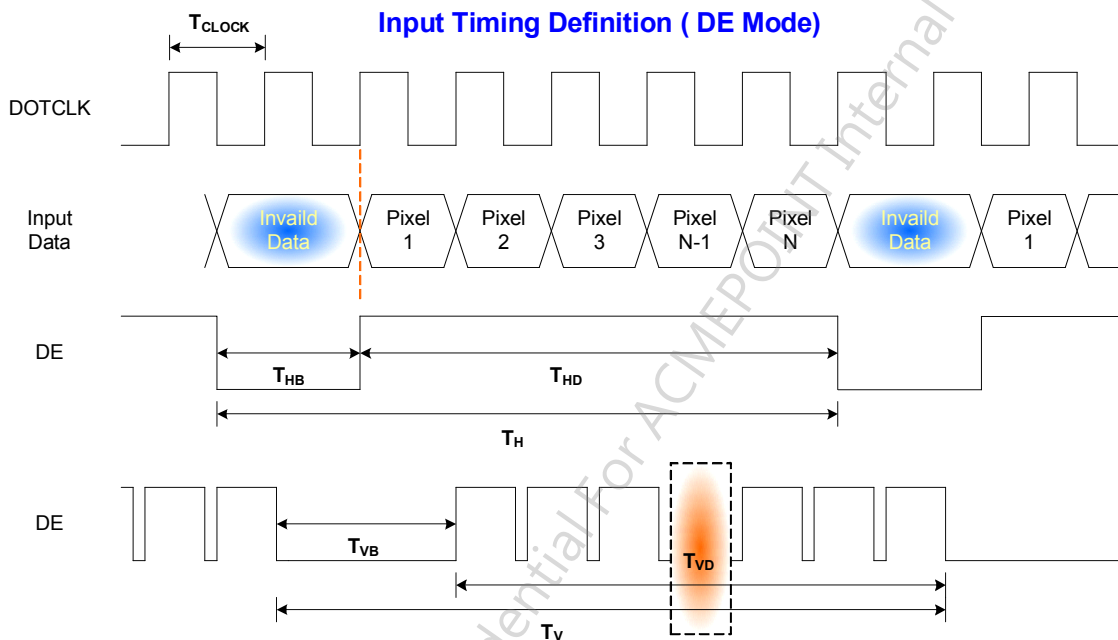 Input Timing Definition ( DE Mode)
TCLOCK
DOTCLK
Input
Data
Invaild
Data
Pixel
1
Pixel
2
Pixel
3
Pixel
N-1
Pixel
N
Invaild
Data
Pixel
1
DE
THB
THD
TH
DE
TVB
TVD
TV
dential For ACMEPOINT Internal